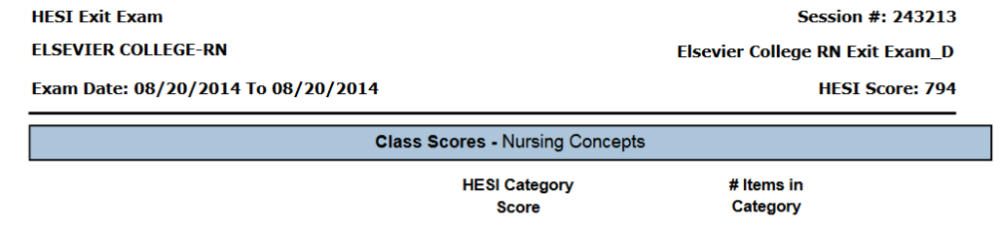 HESI Exit Exam Session #: 243213
ELSEVIER COLLEGE-RN Elsevier College RN Exit Exam_D
Exam Date: 08/20/2014 To 08/20/2014 HESI Score: 794
Class Scores - Nursing Concepts
HESI Category # Items in
Score Category